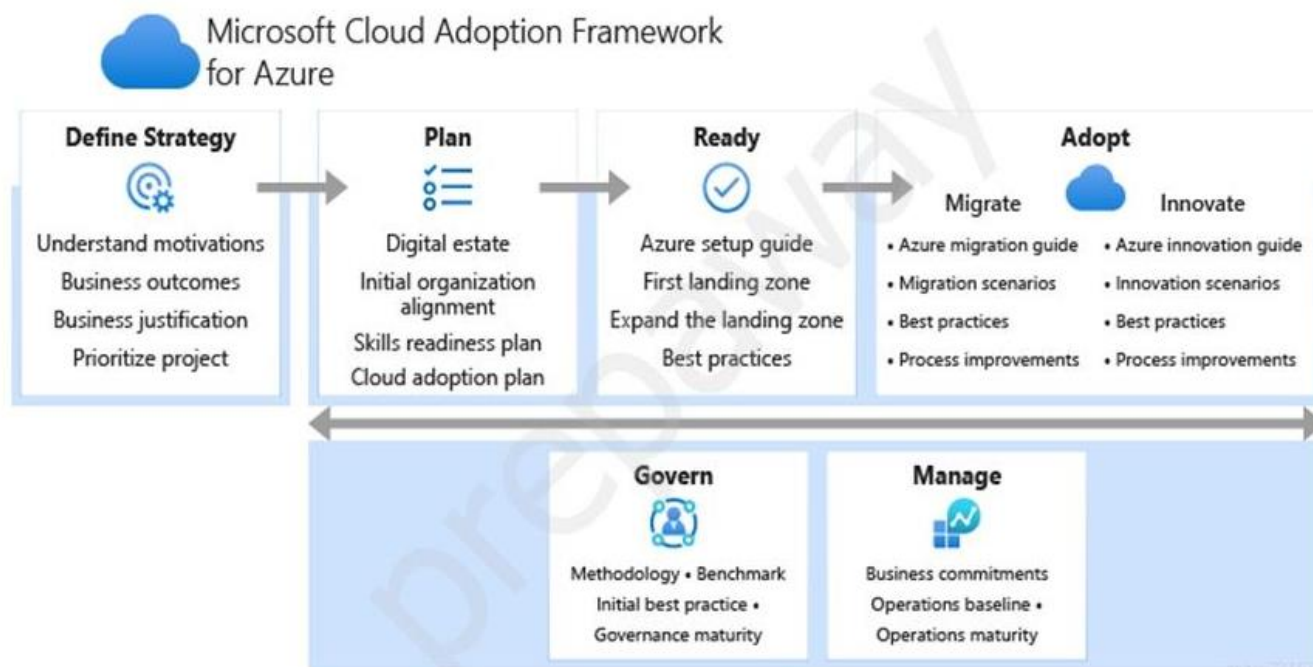 Microsoft Cloud Adoption Framework
for Azure
Define Strategy
Understand motivations
Business outcomes
Business justification
Prioritize project
Plan
Digital estate
Initial organization
alignment
Skills readiness plan
Cloud adoption plan
Ready
Azure setup guide
First landing zone
Expand the landing zone
Best practices
Adopt
Migrate
• Azure migration guide
• Migration scenarios
• Best practices
• Process improvements
Innovate
• Azure innovation guide
• Innovation scenarios
• Best practices
• Process improvements
Govern
Methodology • Benchmark
Initial best practice •
Governance maturity
Manage
Business commitments
Operations baseline •
Operations maturity
prepaway